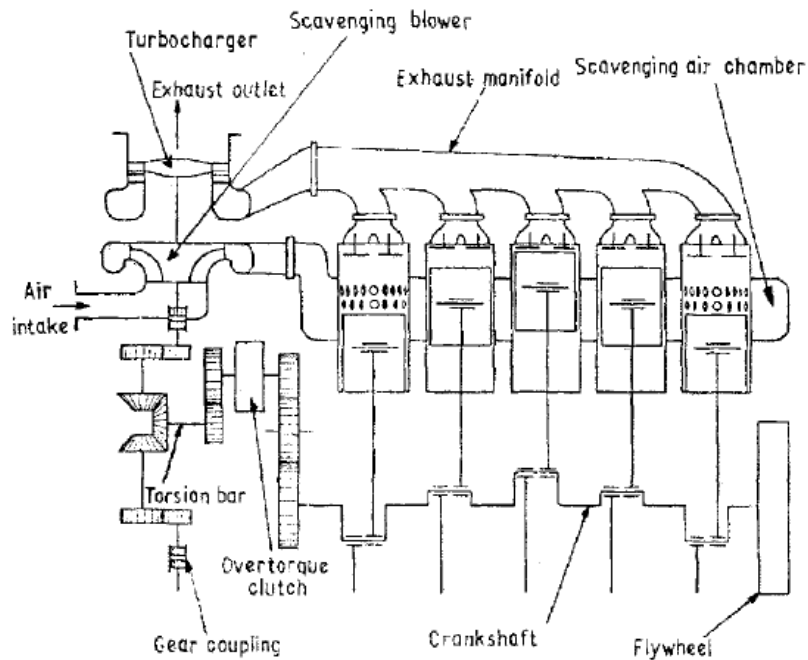 Scavenging blower
Turbocharger
Exhaust outlet
Exhaust manifold
Scavenging air chamber
Air
intake
Torsion bar
Overtorque
clutch
Gear coupling
Crankshaft
Flywheel